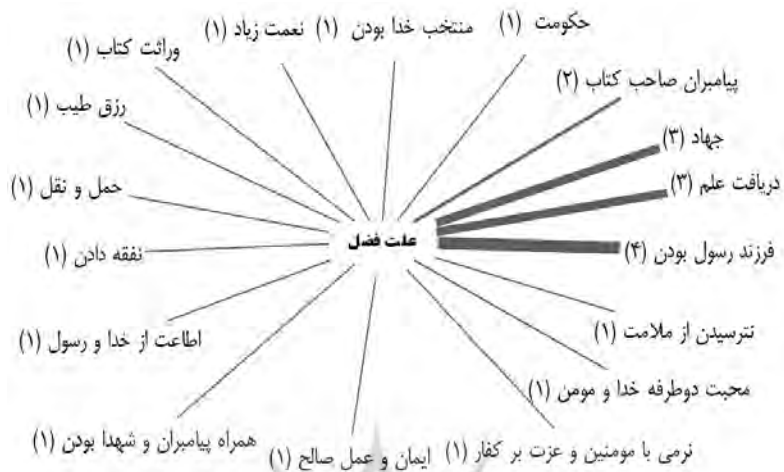 حکومت (۱)
منتخب خدا بودن (۱)
نعمت زیاد (۱)
وراثت کتاب (۱)
پیامبران صاحب کتاب (۲)
رزق طیب (۱)
جهاد (۳)
دریافت علم (۳)
حمل و نقل (۱)
علت فضل
فرزند رسول بودن (۴)
نفقه دادن (۱)
نترسیدن از ملامت (۱)
اطاعت از خدا و رسول (۱)
محبت دوطرفه خدا و مومن (۱)
نرمی با مومنین و عزت بر کفار (۱)
ایمان و عمل صالح (۱)
همراه پیامبران و شهدا بودن (۱)